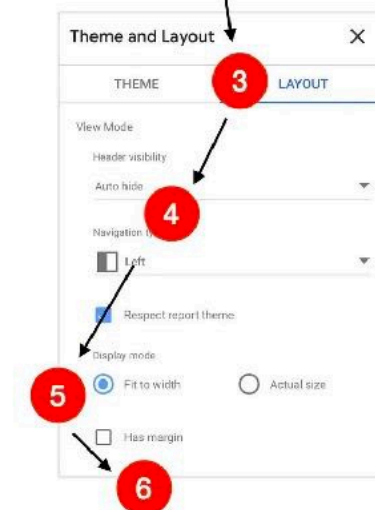 Theme and Layout
THEME
3
LAYOUT
View Mode
Header visibility
Auto hide
4
Navigation
Left
Respect report theme
Display mode
5
Fit to width
Actual size
Has margin
6